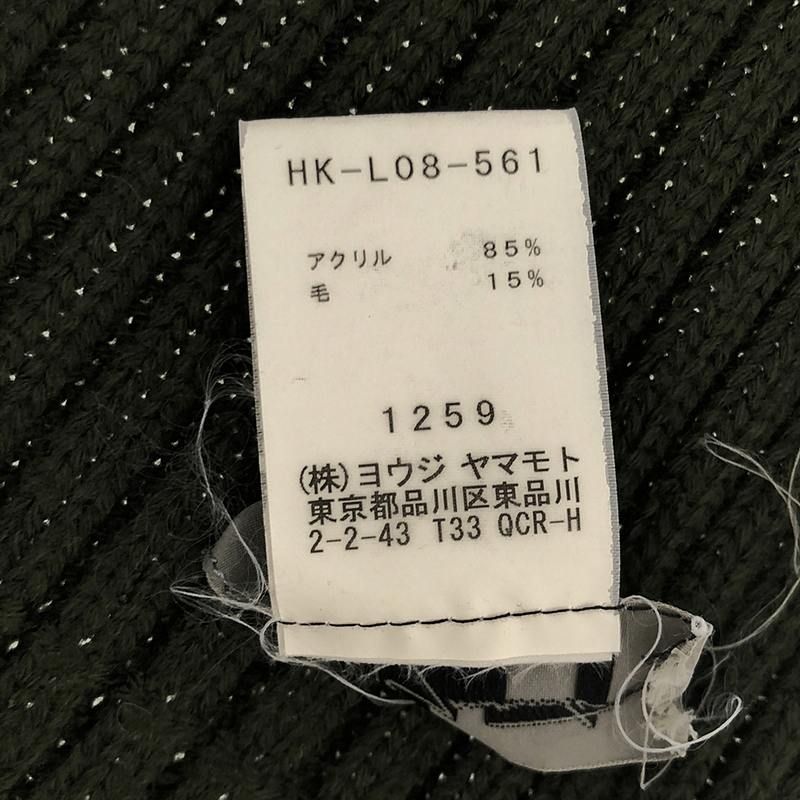 HK-L08-561
アクリル 85%
毛 15%
1259
(株)ヨウジ ヤマモト
東京都品川区東品川
2-2-43 T33 QCR-H